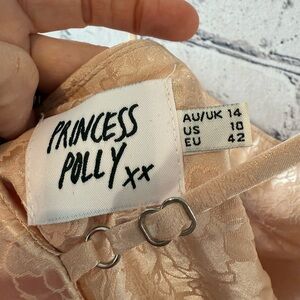 PRINCESS
POLLY xx
AU/UK 14
US 10
EU 42